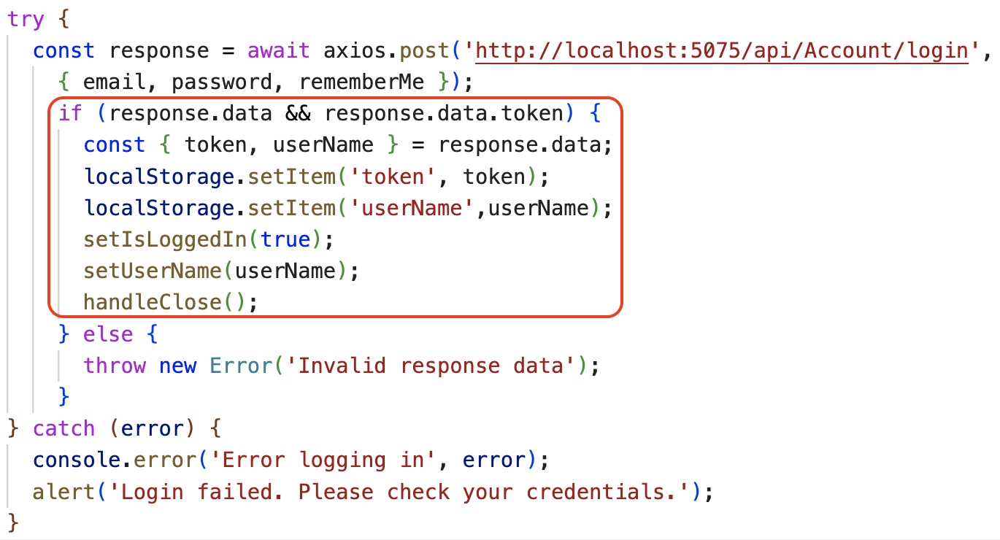 try {
const response = await axios.post('http://localhost:5075/api/Account/login',
{ email, password, rememberMe });
if (response.data && response.data.token) {
const { token, userName } = response.data;
localStorage.setItem('token', token);
localStorage.setItem('userName',userName);
setIsLoggedIn(true);
setUserName(userName);
handleClose();
} else {
throw new Error('Invalid response data');
}
} catch (error) {
console.error('Error logging in', error);
alert('Login failed. Please check your credentials.');
}